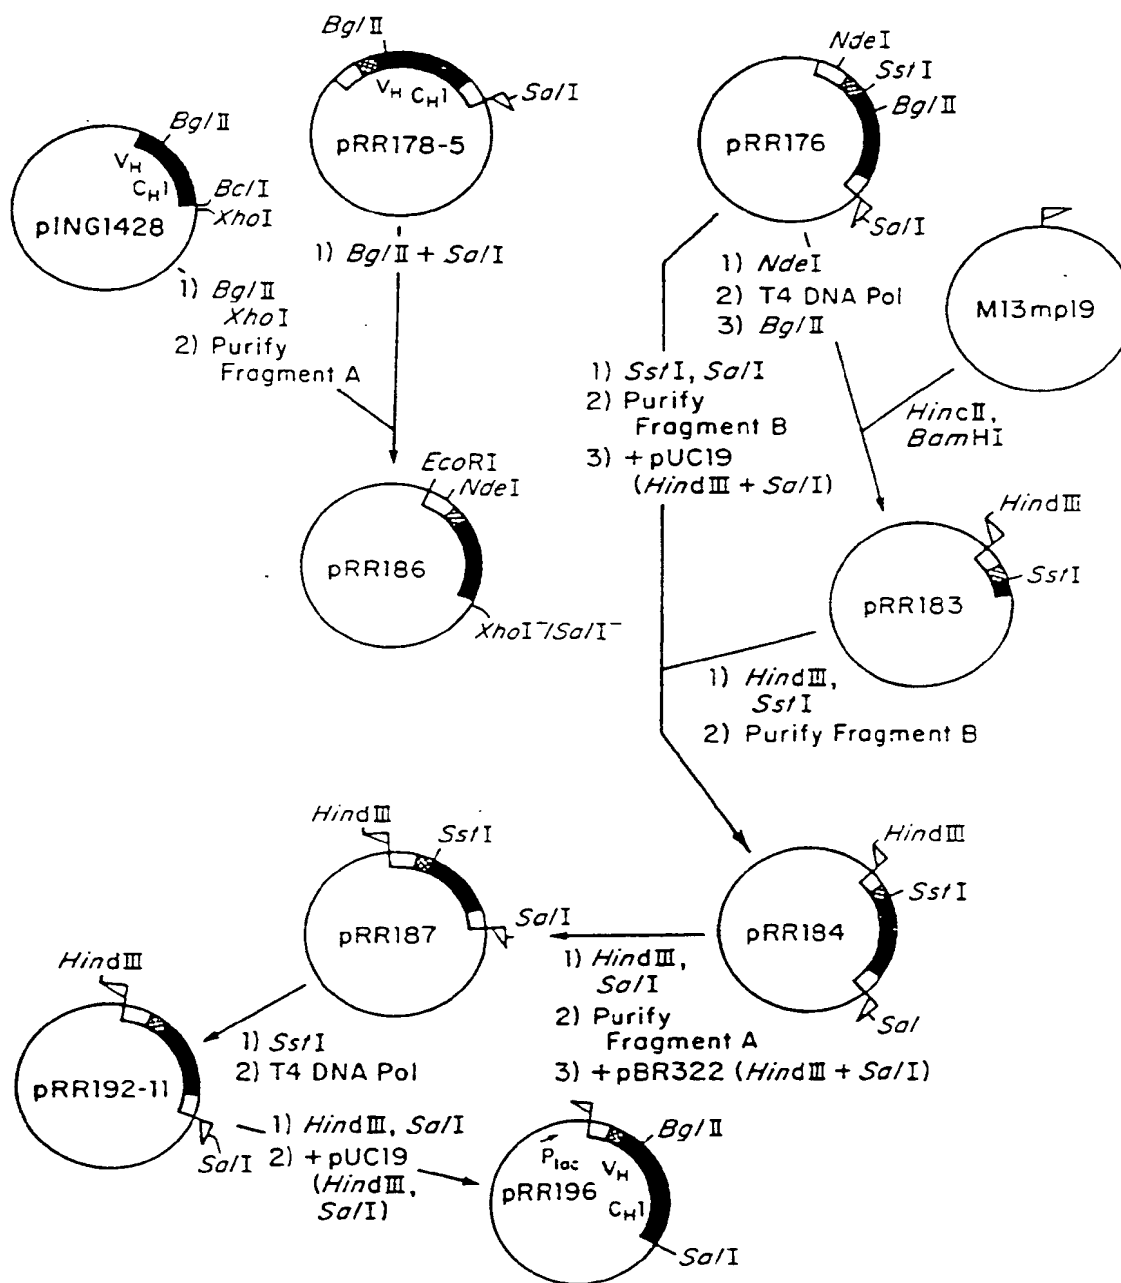 BglII
VH CH1
SalI
pRR178-5
BglII
VH
CH1
BclI
XhoI
pING1428
1) BglII
XhoI
2) Purify
Fragment A
1) BglII + SalI
NdeI
SstI
BglII
pRR176
SalI
1) NdeI
2) T4 DNA Pol
3) BglII
M13mp19
HincII,
BamHI
1) SstI, SalI
2) Purify
Fragment B
3) + pUC19
(HindIII + SalI)
EcoRI
NdeI
pRR186
XhoI⁻/SalI⁻
HindIII
SstI
pRR183
1) HindIII,
SstI
2) Purify Fragment B
HindIII
SstI
pRR184
Sal
1) HindIII,
SalI
2) Purify
Fragment A
3) + pBR322 (HindIII + SalI)
HindIII
SstI
SalI
pRR187
1) SstI
2) T4 DNA Pol
HindIII
pRR192-11
SalI
1) HindIII, SalI
2) + pUC19
(HindIII,
SalI)
BglII
Plac
VH
pRR196
CH1
SalI